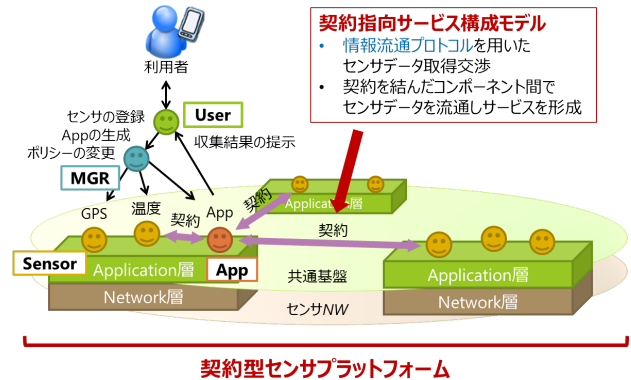 契約指向サービス構成モデル
• 情報流通プロトコルを用いた
センサデータ取得交渉
• 契約を結んだコンポーネント間で
センサデータを流通しサービスを形成
利用者
User
センサの登録
Appの生成
ポリシーの変更
収集結果の提示
MGR
GPS
温度
App
契約
契約
契約
Application層
Sensor
App
Application層
Network層
共通基盤
センサNW
Application層
Network層
契約型センサプラットフォーム